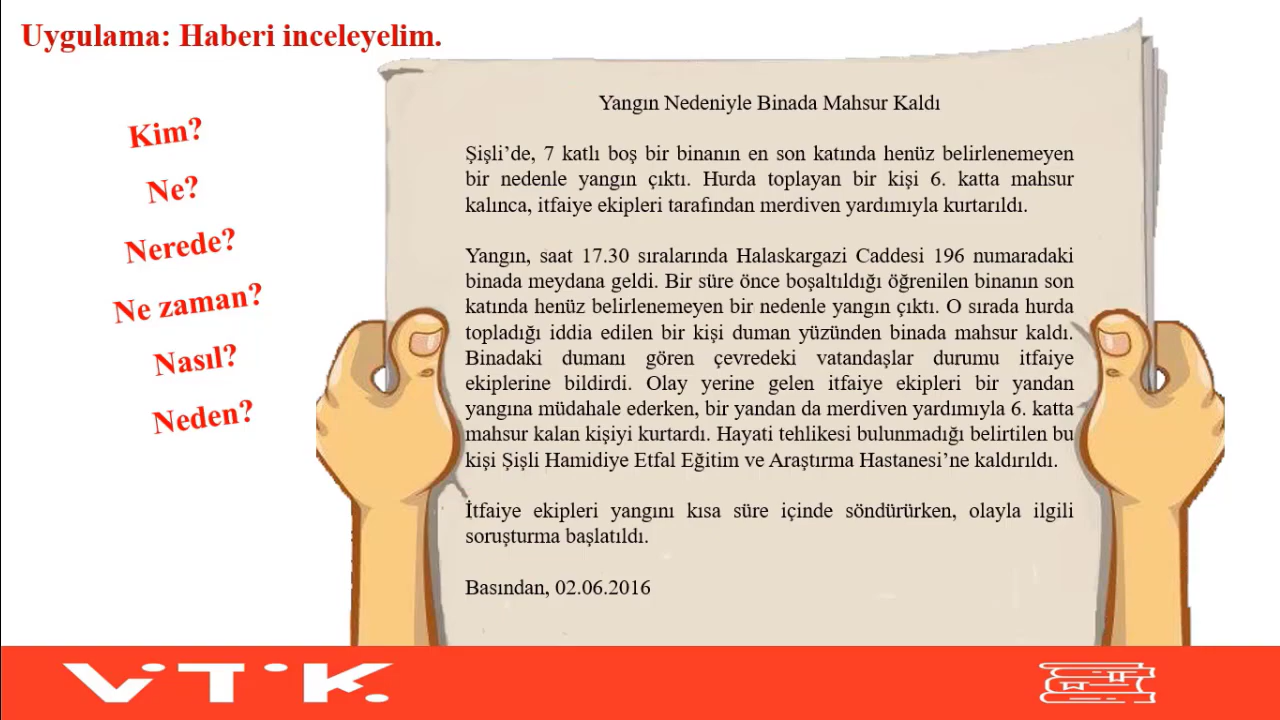 Uygulama: Haberi inceleyelim.
Kim?
Ne?
Nerede?
Ne zaman?
Nasıl?
Neden?
Yangın Nedeniyle Binada Mahsur Kaldı
Şişli’de, 7 katlı boş bir binanın en son katında henüz belirlenemeyen
bir nedenle yangın çıktı. Hurda toplayan bir kişi 6. katta mahsur
kalınca, itfaiye ekipleri tarafından merdiven yardımıyla kurtarıldı.
Yangın, saat 17.30 sıralarında Halaskargazi Caddesi 196 numaradaki
binada meydana geldi. Bir süre önce boşaltıldığı öğrenilen binanın son
katında henüz belirlenemeyen bir nedenle yangın çıktı. O sırada hurda
topladığı iddia edilen bir kişi duman yüzünden binada mahsur kaldı.
Binadaki dumanı gören çevredeki vatandaşlar durumu itfaiye
ekiplerine bildirdi. Olay yerine gelen itfaiye ekipleri bir yandan
yangına müdahale ederken, bir yandan da merdiven yardımıyla 6. katta
mahsur kalan kişiyi kurtardı. Hayati tehlikesi bulunmadığı belirtilen bu
kişi Şişli Hamidiye Etfal Eğitim ve Araştırma Hastanesi’ne kaldırıldı.
İtfaiye ekipleri yangını kısa süre içinde söndürürken, olayla ilgili
soruşturma başlatıldı.
Basından, 02.06.2016
VİTİK.